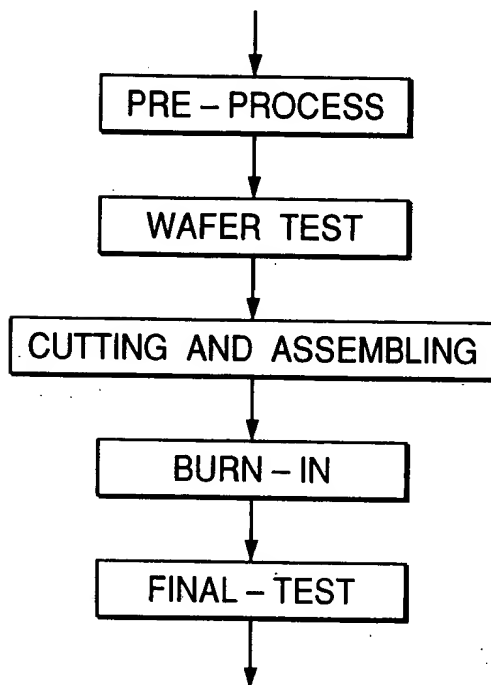 PRE-PROCESS
WAFER TEST
CUTTING AND ASSEMBLING
BURN-IN
FINAL-TEST